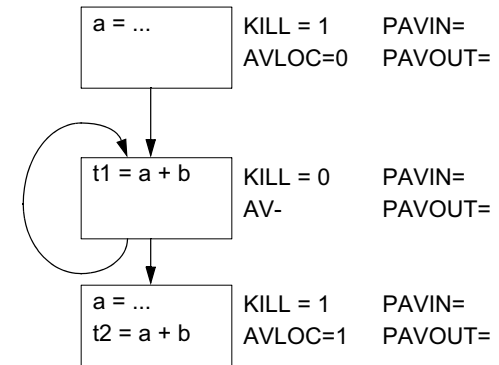 a = ... KILL = 1 PAVIN=
AVLOC=0 PAVOUT=
t1 = a + b KILL = 0 PAVIN=
AV- PAVOUT=
a = ... KILL = 1 PAVIN=
t2 = a + b AVLOC=1 PAVOUT=